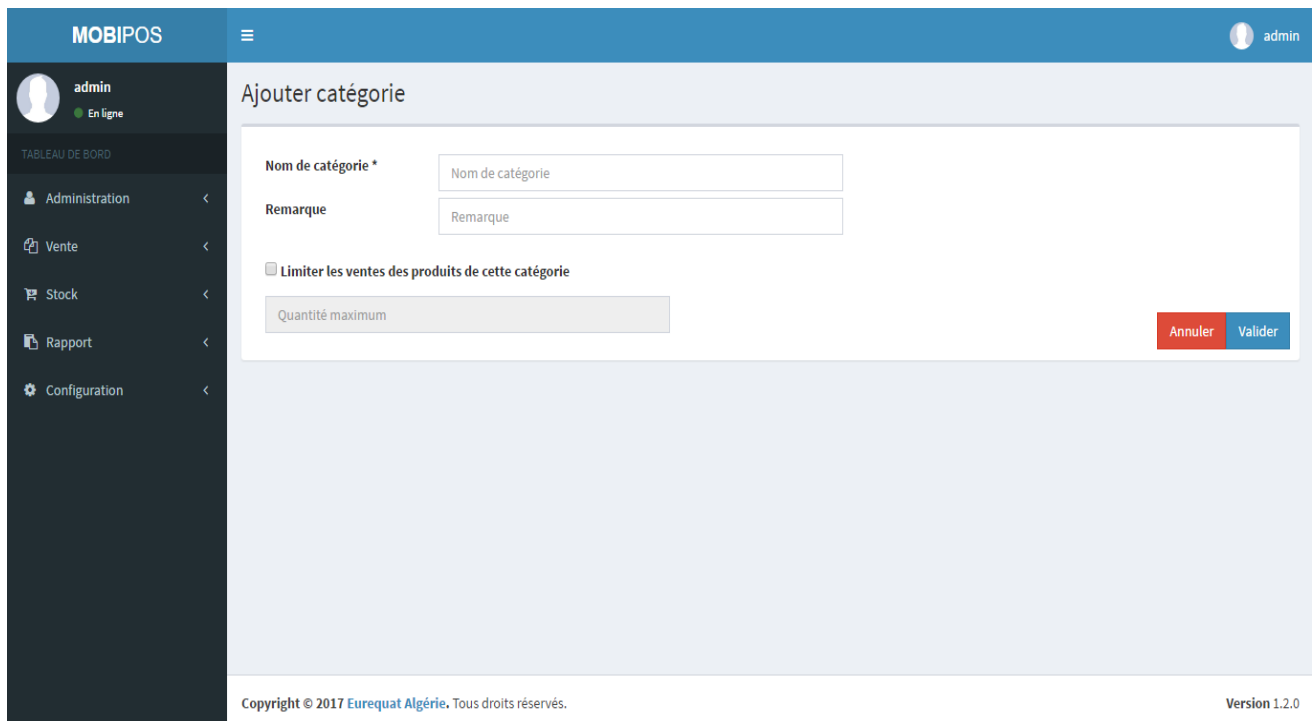 MOBIPOS
admin
admin
En ligne
TABLEAU DE BORD
Administration
Vente
Stock
Rapport
Configuration
Ajouter catégorie
Nom de catégorie *
Nom de catégorie
Remarque
Remarque
Limiter les ventes des produits de cette catégorie
Quantité maximum
Annuler
Valider
Copyright © 2017 Eurequat Algérie. Tous droits réservés.
Version 1.2.0